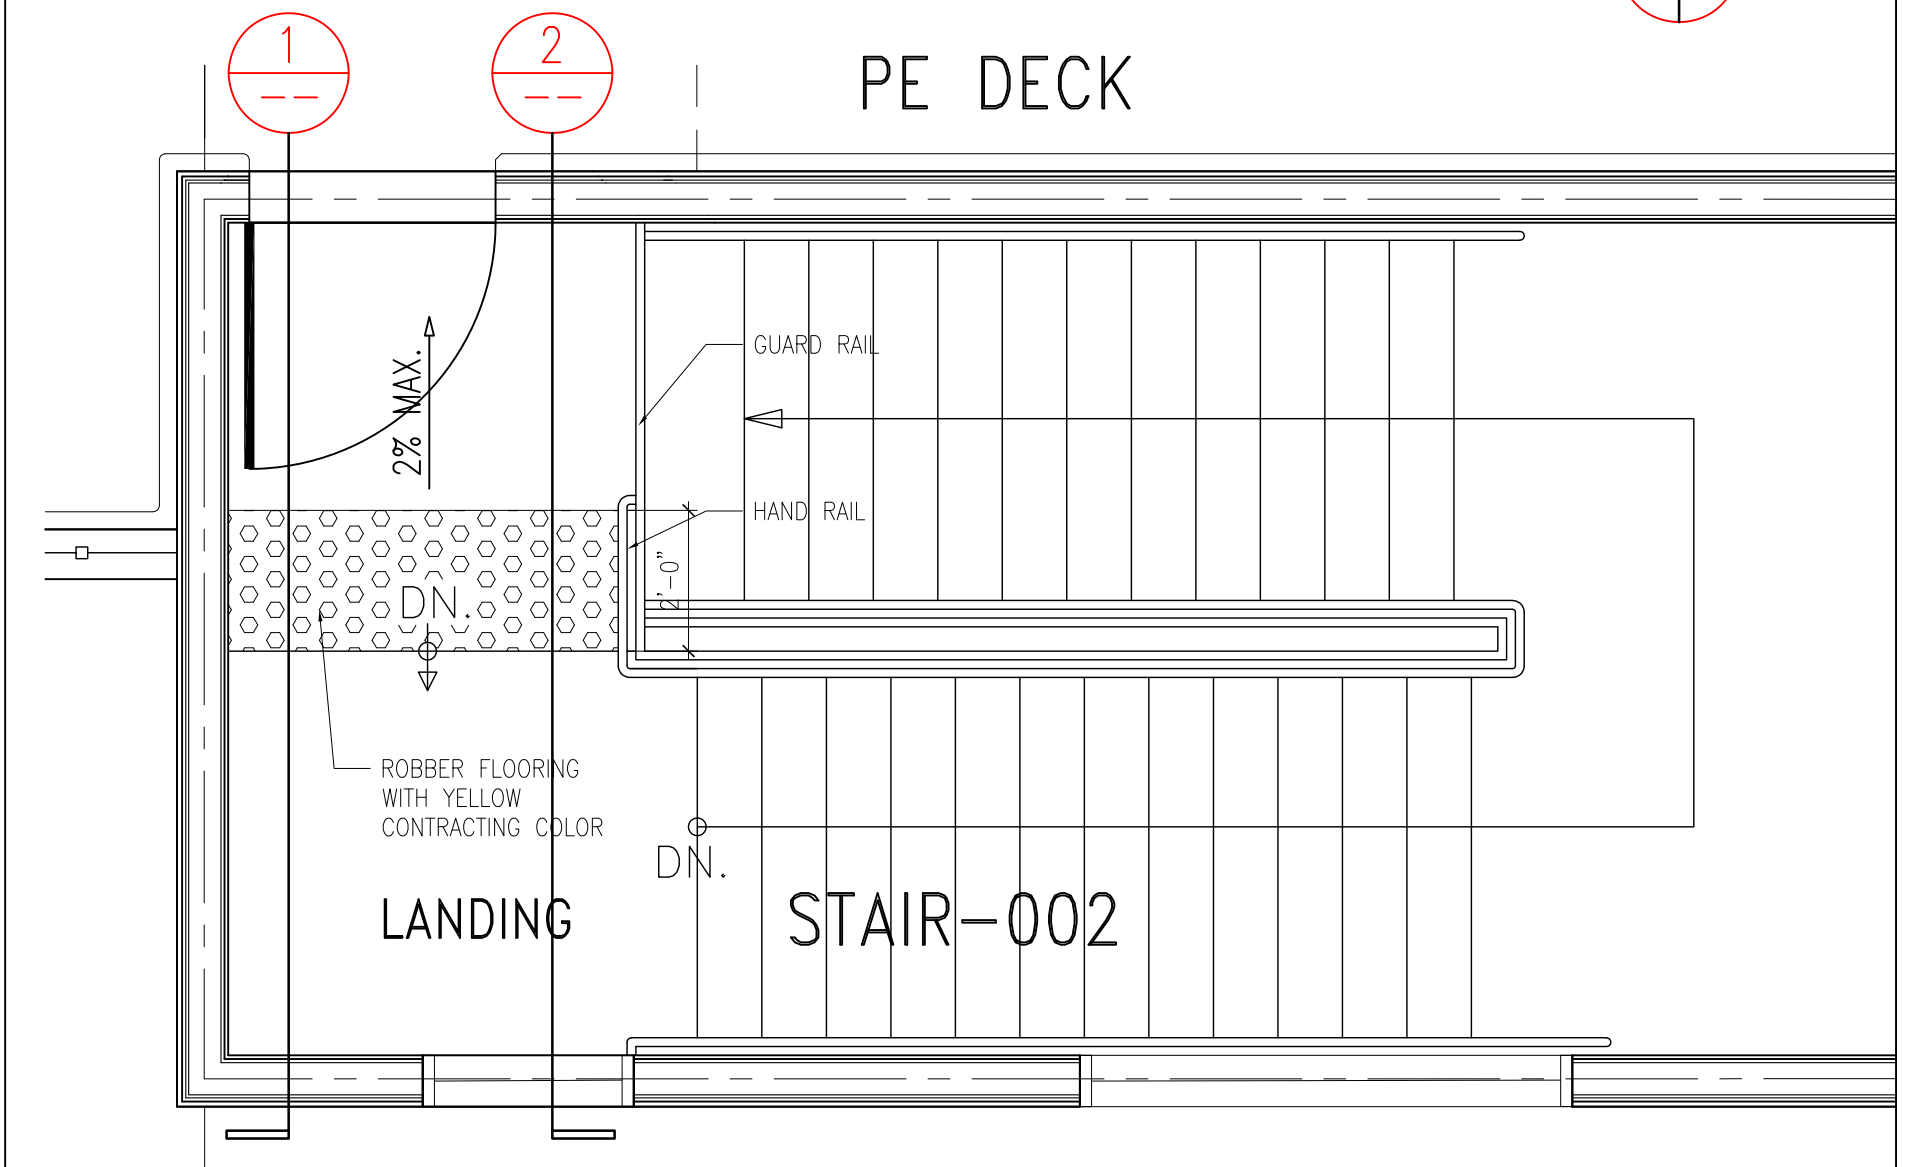 1
2
PE DECK
2% MAX.
GUARD RAIL
HAND RAIL
2'-0"
DN.
ROBBER FLOORING
WITH YELLOW
CONTRACTING COLOR
DN.
LANDING
STAIR-002